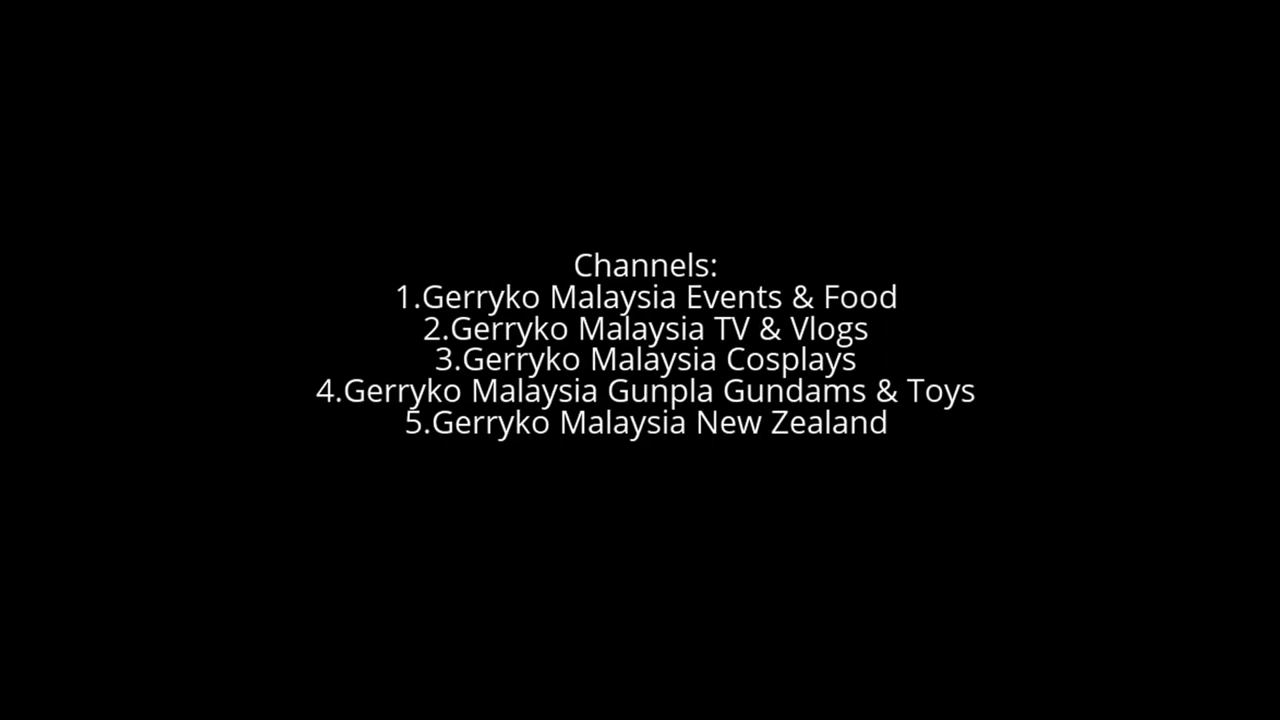 Channels:
1.Gerryko Malaysia Events & Food
2.Gerryko Malaysia TV & Vlogs
3.Gerryko Malaysia Cosplays
4.Gerryko Malaysia Gunpla Gundams & Toys
5.Gerryko Malaysia New Zealand